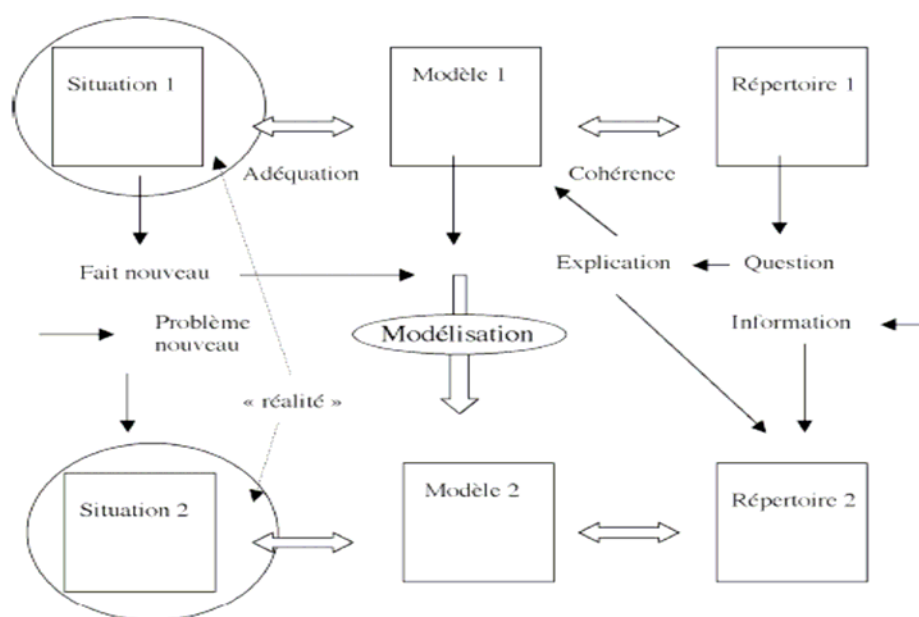 Situation 1
Modèle 1
Répertoire 1
Adéquation
Cohérence
Fait nouveau
Explication
Question
Problème
nouveau
Modélisation
Information
« réalité »
Situation 2
Modèle 2
Répertoire 2